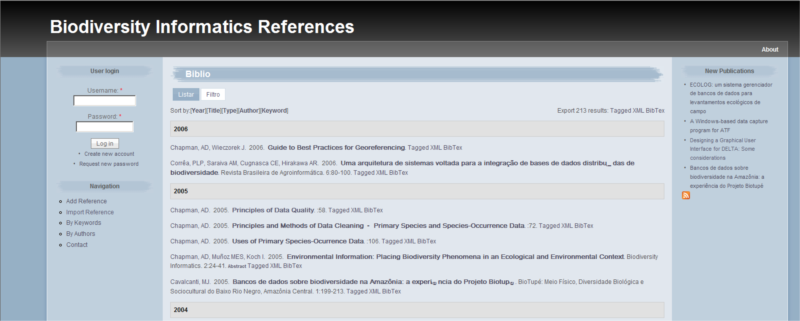 Biodiversity Informatics References
About
User login
Username: *
Password: *
Log in
Create new account
Request new password
Navigation
Add Reference
Import Reference
By Keywords
By Authors
Contact
Biblio
Listar Filtro
Sort by:[Year][Title][Type][Author][Keyword] Export 213 results: Tagged XML BibTex
2006
Chapman, AD, Wieczorek J. 2006. Guide to Best Practices for Georeferencing. Tagged XML BibTex
Corrêa, PLP, Saraiva AM, Cugnasca CE, Hirakawa AR. 2006. Uma arquitetura de sistemas voltada para a integração de bases de dados distribu das de
biodiversidade. Revista Brasileira de Agroinformática. 6:80-100. Tagged XML BibTex
2005
Chapman, AD. 2005. Principles of Data Quality. :58. Tagged XML BibTex
Chapman, AD. 2005. Principles and Methods of Data Cleaning - Primary Species and Species-Occurrence Data. :72. Tagged XML BibTex
Chapman, AD. 2005. Uses of Primary Species-Ocurrence Data. :106. Tagged XML BibTex
Chapman, AD, Muñoz MES, Koch I. 2005. Environmental Information: Placing Biodiversity Phenomena in an Ecological and Environmental Context. Biodiversity
Informatics. 2:24-41. Abstract Tagged XML BibTex
Cavalcanti, MJ. 2005. Bancos de dados sobre biodiversidade na Amazônia: a experi ncia do Projeto Biotup. BioTupé: Meio Físico, Diversidade Biológica e
Sociocultural do Baixo Rio Negro, Amazônia Central. 1:199-213. Tagged XML BibTex
2004
New Publications
ECOLOG: um sistema gerenciador
de bancos de dados para
levantamentos ecológicos de
campo
A Windows-based data capture
program for ATF
Designing a Graphical User
Interface for DELTA: Some
considerations
Bancos de dados sobre
biodiversidade na Amazônia: a
experiência do Projeto Biotupé